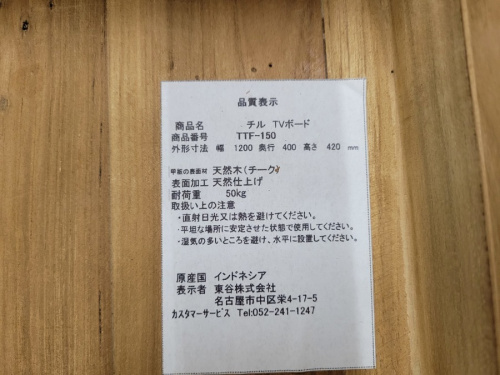 品質表示
商品名 チル TVボード
商品番号 TTF-150
外形寸法 幅 1200 奥行 400 高さ 420 mm
甲板の表面材 天然木(チーク)
表面加工 天然仕上げ
耐荷重 50kg
取扱い上の注意
・直射日光又は熱を避けてください。
・平坦な場所に安定させた状態で使用してください。
・湿気の多いところを避け、水平に設置してください。
原産国 インドネシア
表示者 東谷株式会社
名古屋市中区栄4-17-5
カスタマーサービス Tel:052-241-1247